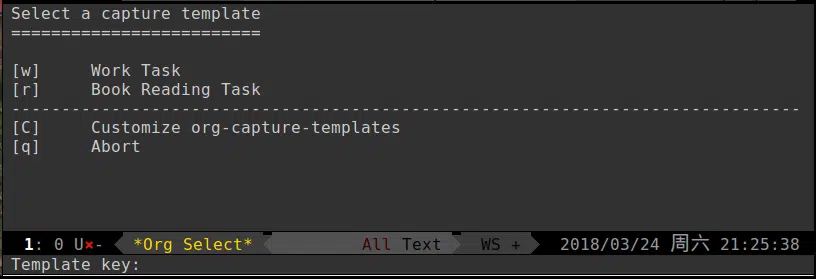 Select a capture template
=========================
[w]     Work Task
[r]     Book Reading Task
-------------------------------------------------------------------------------
[C]     Customize org-capture-templates
[q]     Abort
1: 0 U×- *Org Select* All Text WS + 2018/03/24 周六 21:25:38
Template key: